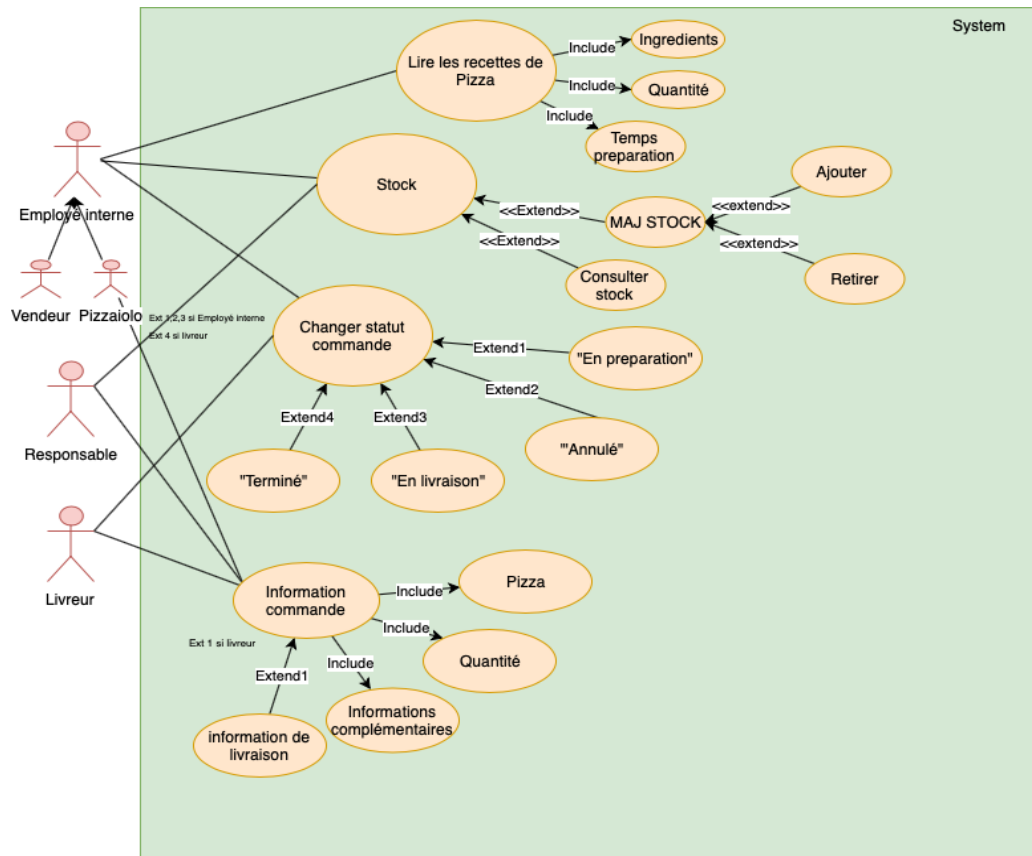 System
Lire les recettes de
Pizza
Include
Ingredients
Include
Quantité
Include
Temps
preparation
Employé interne
Stock
Ajouter
<<extend>>
<<Extend>>
MAJ STOCK
<<extend>>
<<Extend>>
Consulter
stock
Retirer
Vendeur
Pizzaiolo
Ext 1,2,3 si Employé interne
Ext 4 si livreur
Changer statut
commande
Extend1
"En preparation"
Extend2
Extend4
Extend3
"'Annulé"
Responsable
"Terminé"
"En livraison"
Livreur
Information
commande
Include
Pizza
Include
Ext 1 si livreur
Quantité
Include
Extend1
Informations
complémentaires
information de
livraison